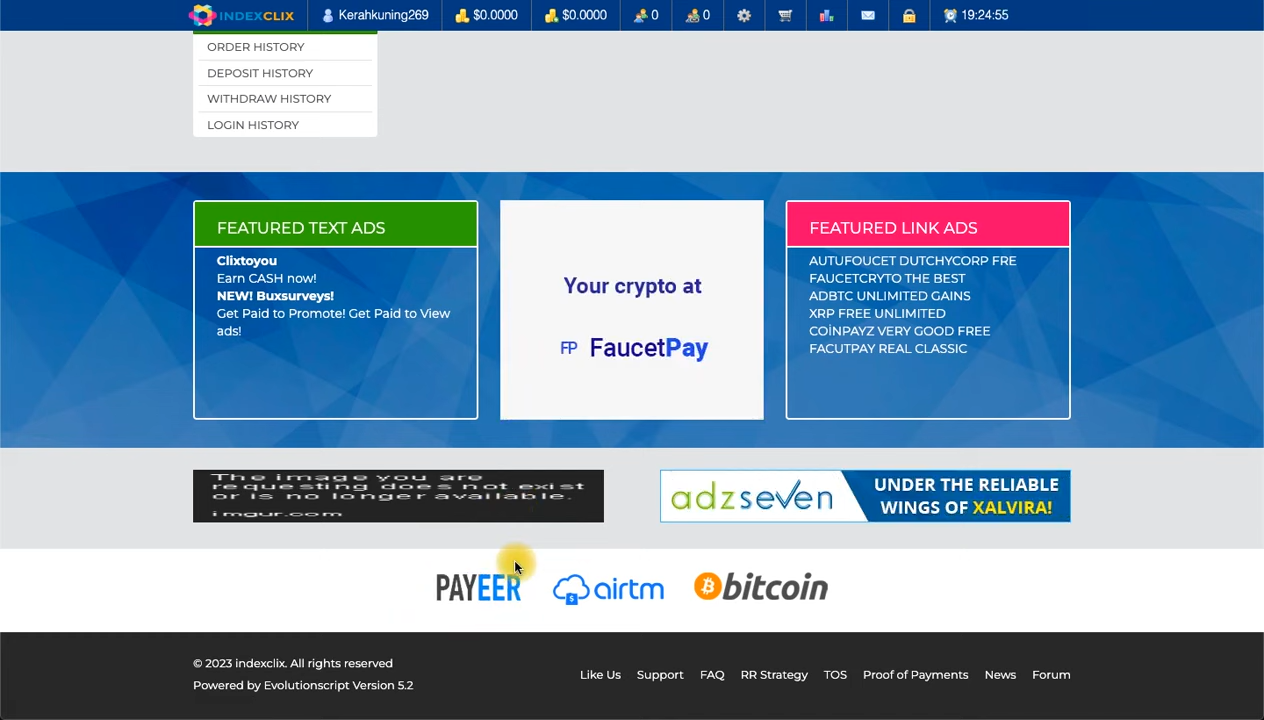 INDEXCLIX
Kerahkuning269
$0.0000
$0.0000
0
0
19:24:55
ORDER HISTORY
DEPOSIT HISTORY
WITHDRAW HISTORY
LOGIN HISTORY
FEATURED TEXT ADS
Clixtoyou
Earn CASH now!
NEW! Buxsurveys!
Get Paid to Promote! Get Paid to View
ads!
Your crypto at
FP FaucetPay
FEATURED LINK ADS
AUTUFOUCET DUTCHYCORP FRE
FAUCETCRYTO THE BEST
ADBTC UNLIMITED GAINS
XRP FREE UNLIMITED
COİNPAYZ VERY GOOD FREE
FACUTPAY REAL CLASSIC
The image you are
requesting does not exist
or is no longer available.
imgur.com
adzseven
UNDER THE RELIABLE
WINGS OF XALVIRA!
PAYEER
airtm
bitcoin
© 2023 indexclix. All rights reserved
Powered by Evolutionscript Version 5.2
Like Us Support FAQ RR Strategy TOS Proof of Payments News Forum